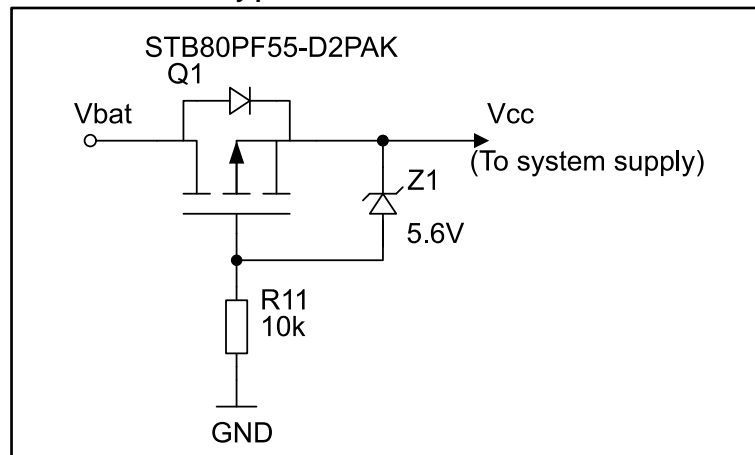 STB80PF55-D2PAK
Q1
Vbat
Vcc
(To system supply)
Z1
5.6V
R11
10k
GND